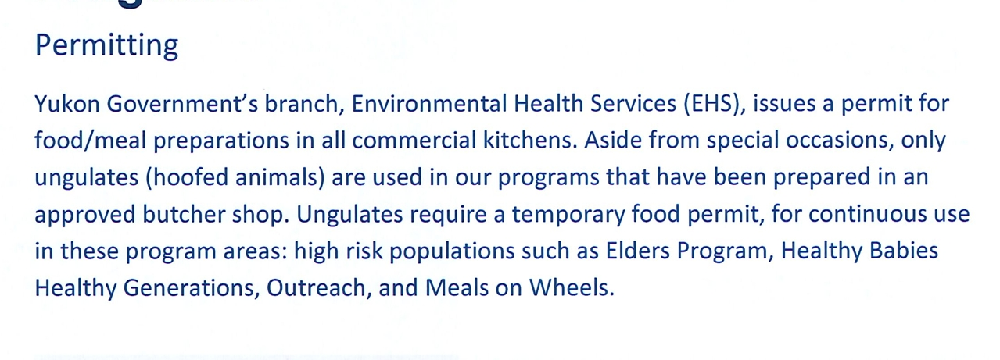 Permitting
Yukon Government's branch, Environmental Health Services (EHS), issues a permit for
food/meal preparations in all commercial kitchens. Aside from special occasions, only
ungulates (hoofed animals) are used in our programs that have been prepared in an
approved butcher shop. Ungulates require a temporary food permit, for continuous use
in these program areas: high risk populations such as Elders Program, Healthy Babies
Healthy Generations, Outreach, and Meals on Wheels.